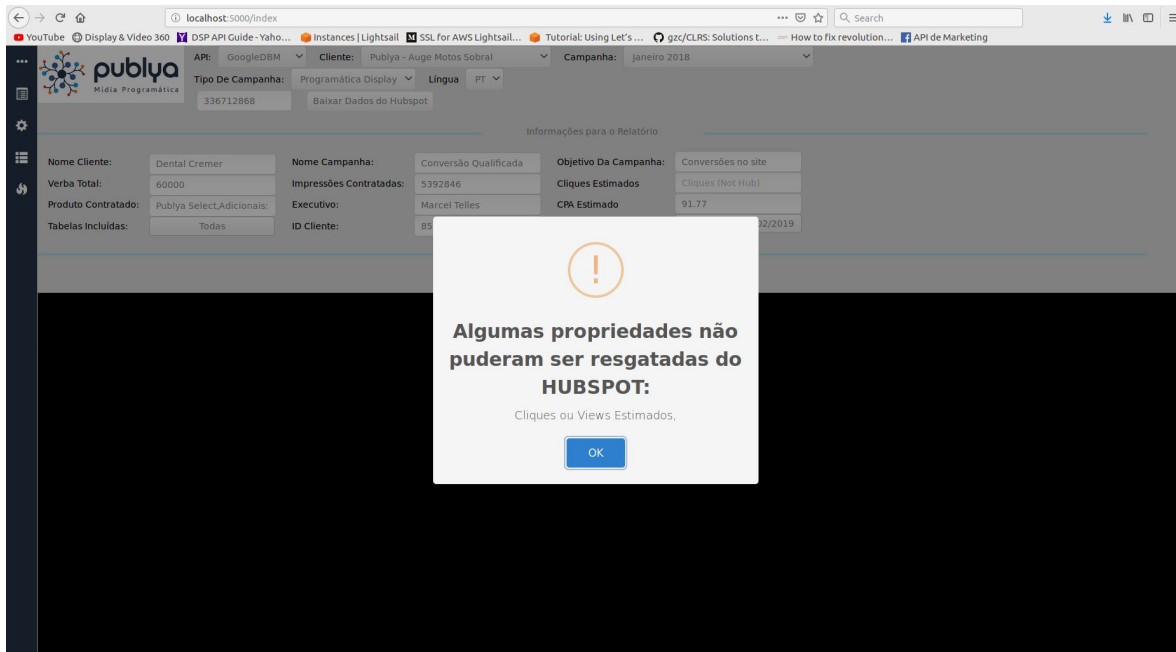 localhost:5000/index
Search
YouTube Display & Video 360 DSP API Guide - Yaho... Instances | Lightsail SSL for AWS Lightsail... Tutorial: Using Let's ... gzc/CLRS: Solutions t... How to fix revolution... API de Marketing
publya
Mídia Programática
API: GoogleDBM Cliente: Publya - Auge Motos Sobral Campanha: Janeiro 2018
Tipo De Campanha: Programática Display Língua PT
336712868 Baixar Dados do Hubspot
Informações para o Relatório
Nome Cliente: Dental Cremer Nome Campanha: Conversão Qualificada Objetivo Da Campanha: Conversões no site
Verba Total: 60000 Impressões Contratadas: 5392846 Cliques Estimados Cliques (Not Hub)
Produto Contratado: Publya Select,Adicionais: Executivo: Marcel Telles CPA Estimado 91.77
Tabelas Incluídas: Todas ID Cliente: 85 02/2019
Algumas propriedades não
puderam ser resgatadas do
HUBSPOT:
Cliques ou Views Estimados,
OK